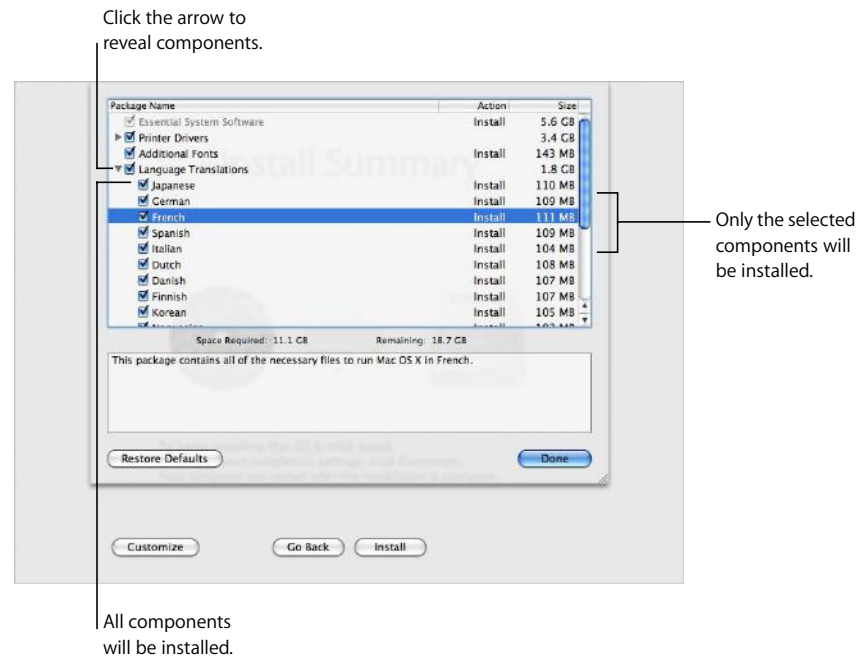 Click the arrow to
reveal components.
Package Name Action Size
Essential System Software Install 5.6 GB
Printer Drivers 3.4 GB
Additional Fonts Install 143 MB
Language Translations 1.8 GB
Japanese Install 110 MB
German Install 109 MB
French Install 111 MB
Spanish Install 109 MB
Italian Install 104 MB
Dutch Install 108 MB
Danish Install 107 MB
Finnish Install 107 MB
Korean Install 105 MB
Install Summary
Only the selected
components will
be installed.
Space Required: 11.1 GB Remaining: 18.7 GB
This package contains all of the necessary files to run Mac OS X in French.
Restore Defaults Done
Customize Go Back Install
All components
will be installed.